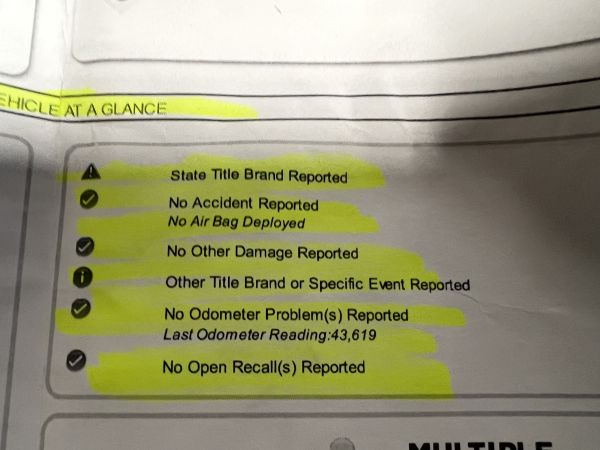 EHICLE AT A GLANCE
State Title Brand Reported
No Accident Reported
No Air Bag Deployed
No Other Damage Reported
Other Title Brand or Specific Event Reported
No Odometer Problem(s) Reported
Last Odometer Reading:43,619
No Open Recall(s) Reported
MULTIPLE